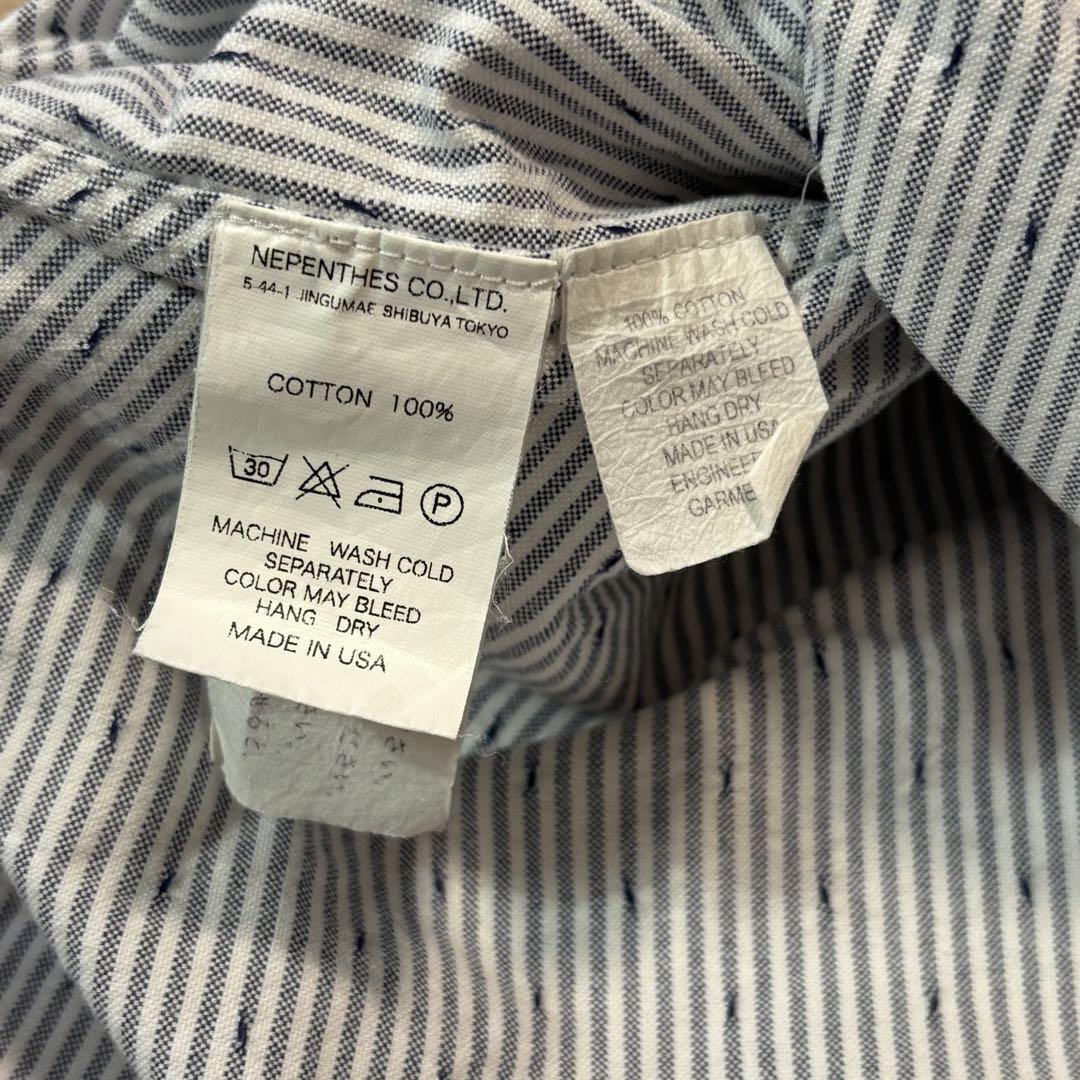 NEPENTHES CO.,LTD.
5-44-1 JINGUMAE SHIBUYA TOKYO
COTTON 100%
30
P
MACHINE WASH COLD
SEPARATELY
COLOR MAY BLEED
HANG DRY
MADE IN USA
100% COTTON
MACHINE WASH COLD
SEPARATELY
COLOR MAY BLEED
HANG DRY
MADE IN USA
ENGINEE
GARME